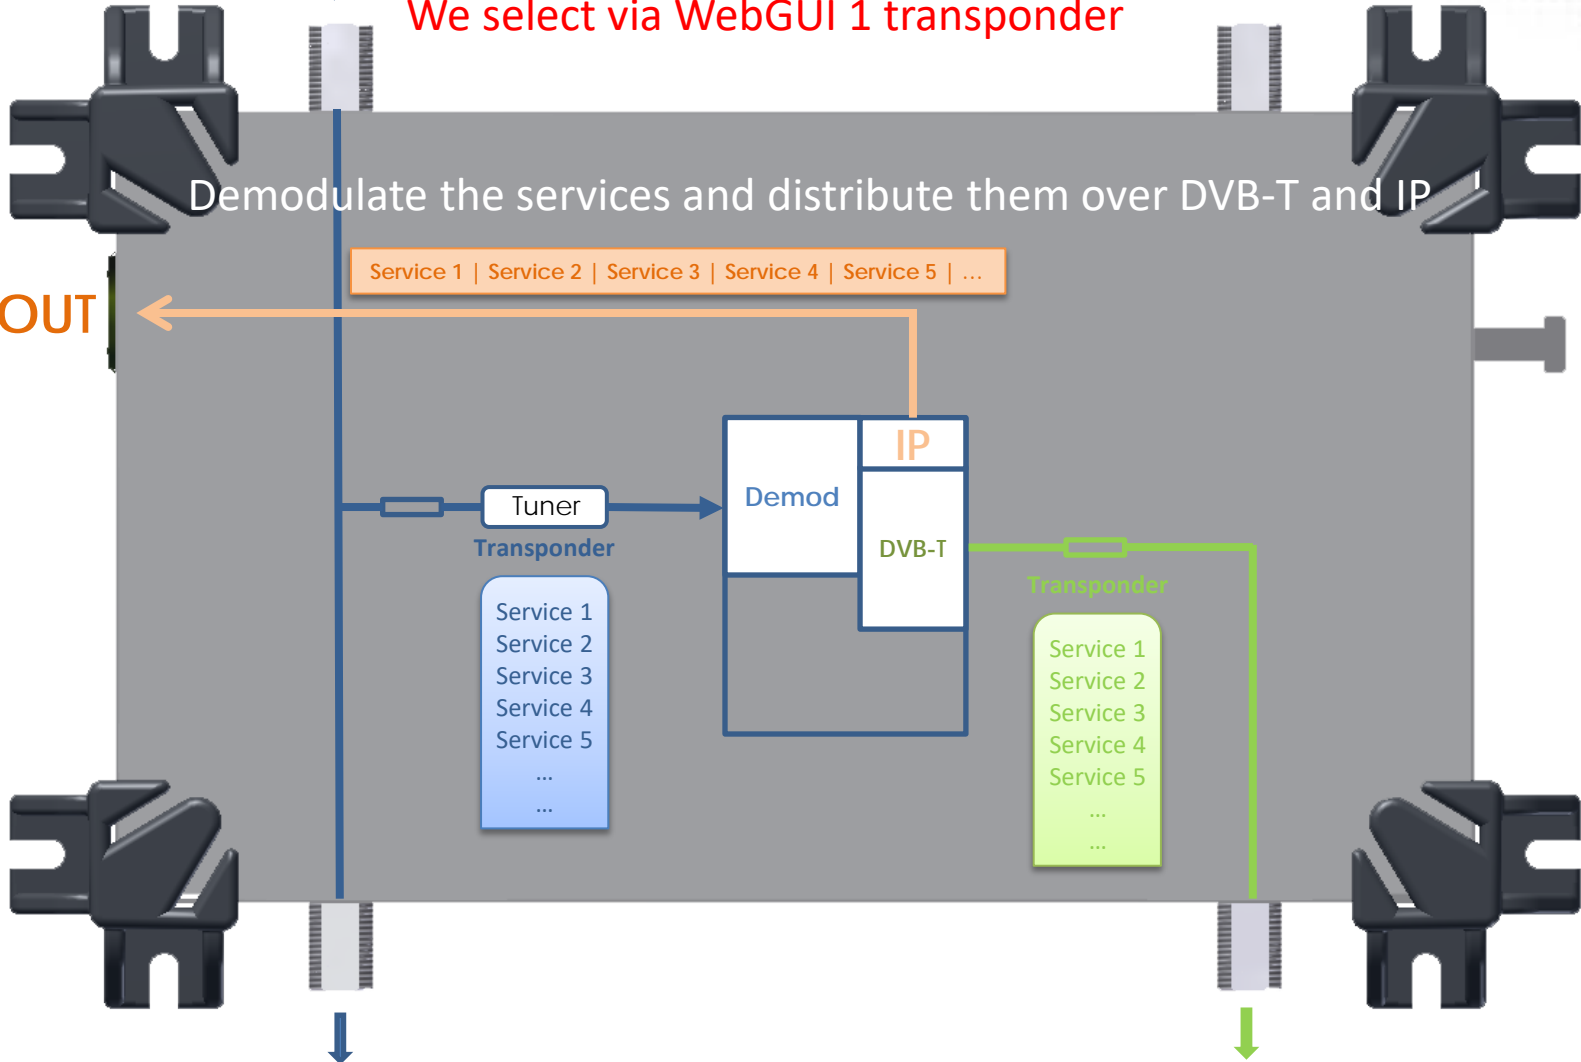 We select via WebGUI 1 transponder
Demodulate the services and distribute them over DVB-T and IP
Service 1 | Service 2 | Service 3 | Service 4 | Service 5 | ...
OUT
IP
Demod
Tuner
DVB-T
Transponder
Service 1
Service 2
Service 3
Service 4
Service 5
...
...
Transponder
Service 1
Service 2
Service 3
Service 4
Service 5
...
...